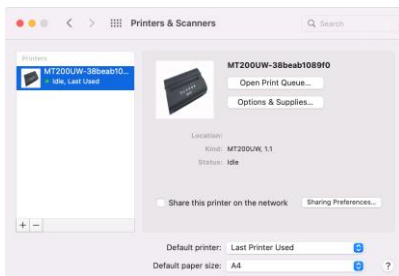 Printers & Scanners
Search
Printers
MT200UW-38beab10...
Idle, Last Used
MT200UW-38beab1089f0
Open Print Queue...
Options & Supplies...
Location:
Kind: MT200UW, 1.1
Status: Idle
Share this printer on the network
Sharing Preferences...
+ −
Default printer: Last Printer Used
Default paper size: A4
?